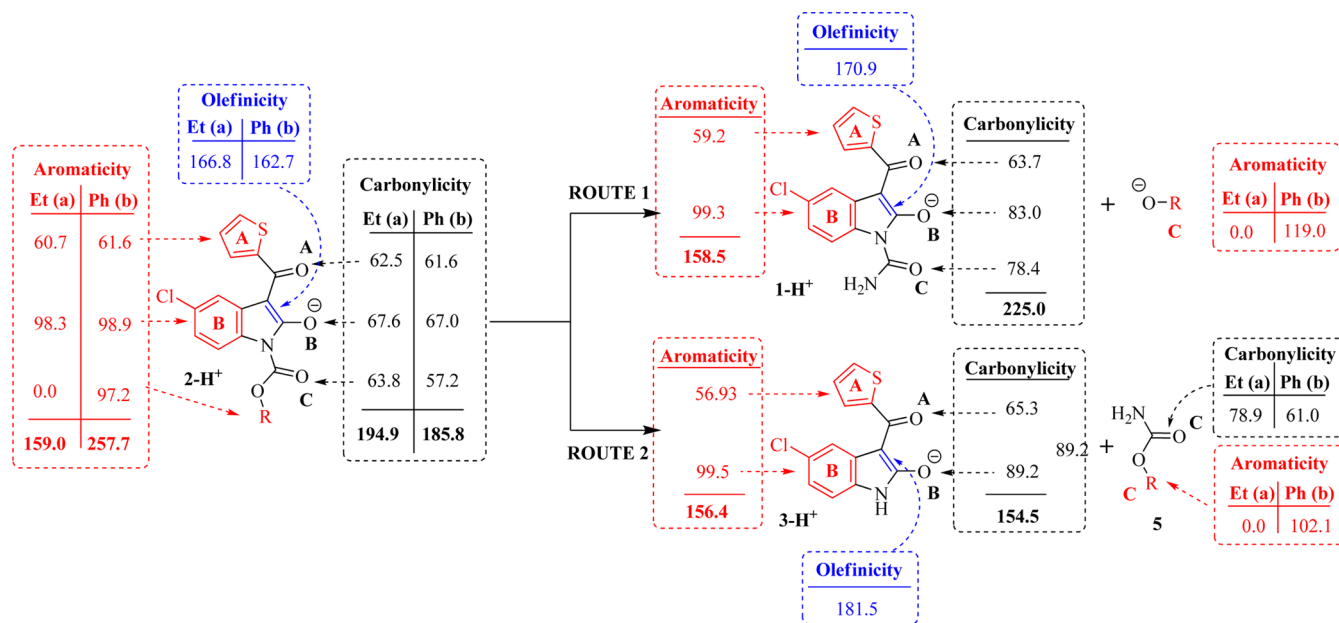 Olefinicity
Et (a) Ph (b)
166.8 162.7
Aromaticity
Et (a) Ph (b)
60.7 61.6
98.3 98.9
0.0 97.2
159.0 257.7
S
A
A
O
Cl
B
O
⊖
B
N
2-H+
O
C
O
R
Carbonylicity
Et (a) Ph (b)
62.5 61.6
67.6 67.0
63.8 57.2
194.9 185.8
ROUTE 1
ROUTE 2
Olefinicity
170.9
Aromaticity
59.2
99.3
158.5
S
A
A
O
Cl
B
O
⊖
B
N
O
H2N
C
1-H+
Carbonylicity
63.7
83.0
78.4
225.0
+
⊖
O-R
C
Aromaticity
Et (a) Ph (b)
0.0 119.0
Aromaticity
56.93
99.5
156.4
S
A
A
O
Cl
B
O
⊖
B
N
H
3-H+
Carbonylicity
65.3
89.2
89.2
154.5
Olefinicity
181.5
+
H2N
O
C
O
C
R
5
Carbonylicity
Et (a) Ph (b)
78.9 61.0
Aromaticity
Et (a) Ph (b)
0.0 102.1